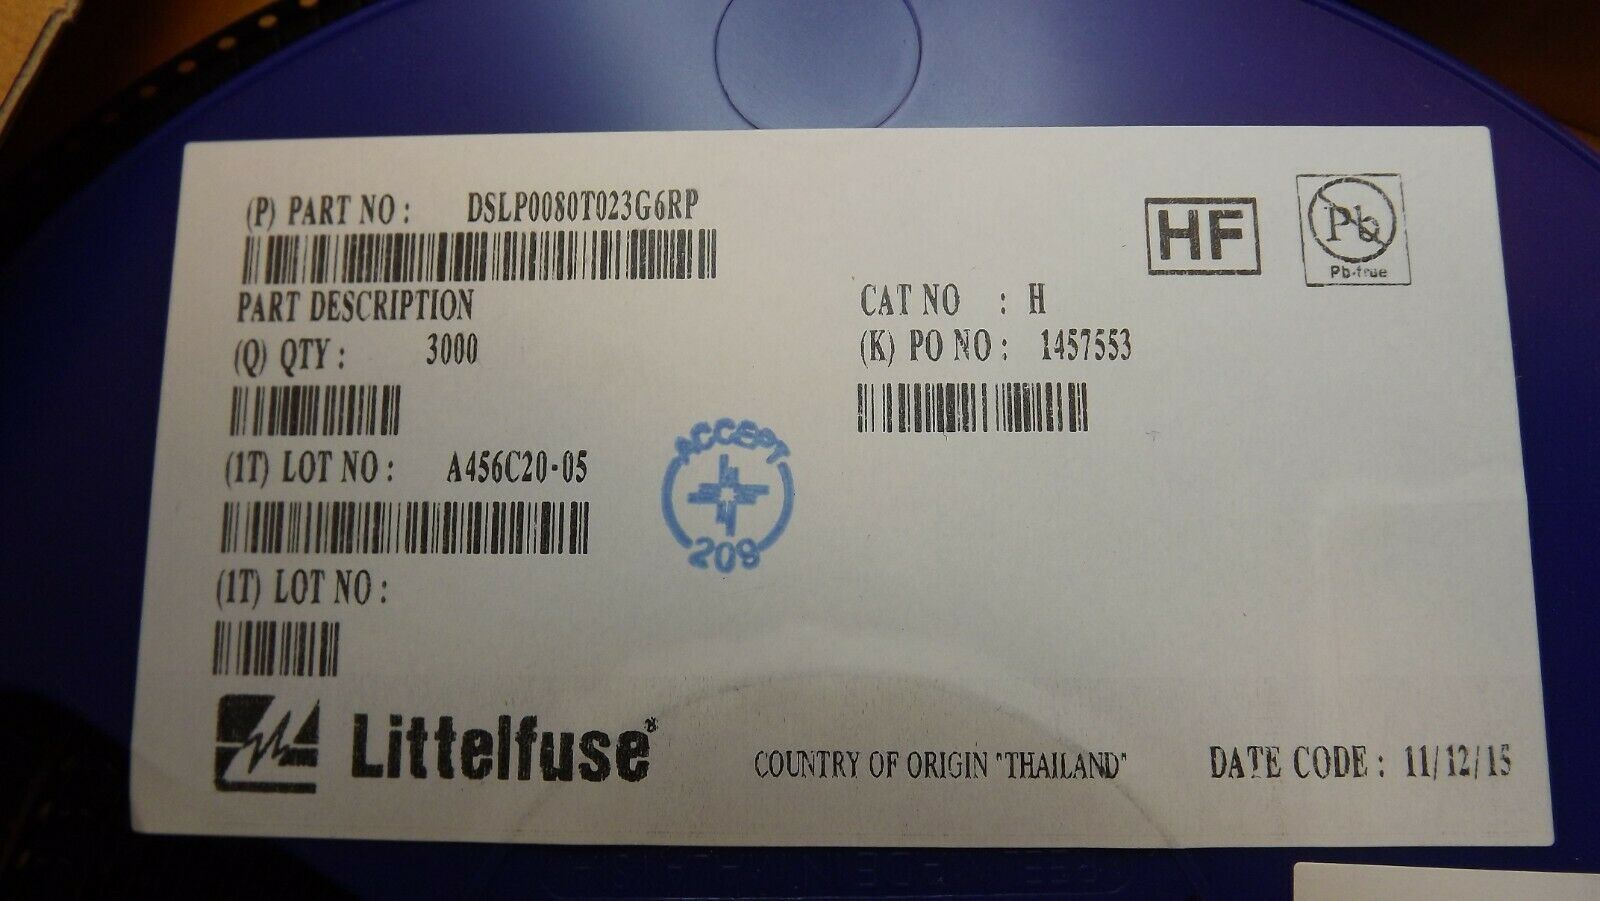 (P) PART NO : DSLP0080T023G6RP
HF
Pb
Pb-free
PART DESCRIPTION
CAT NO : H
(Q) QTY : 3000
(K) PO NO : 1457553
(1T) LOT NO : A456C20-05
ACCEPT
209
(1T) LOT NO :
Littelfuse®
COUNTRY OF ORIGIN "THAILAND"
DATE CODE : 11/12/15